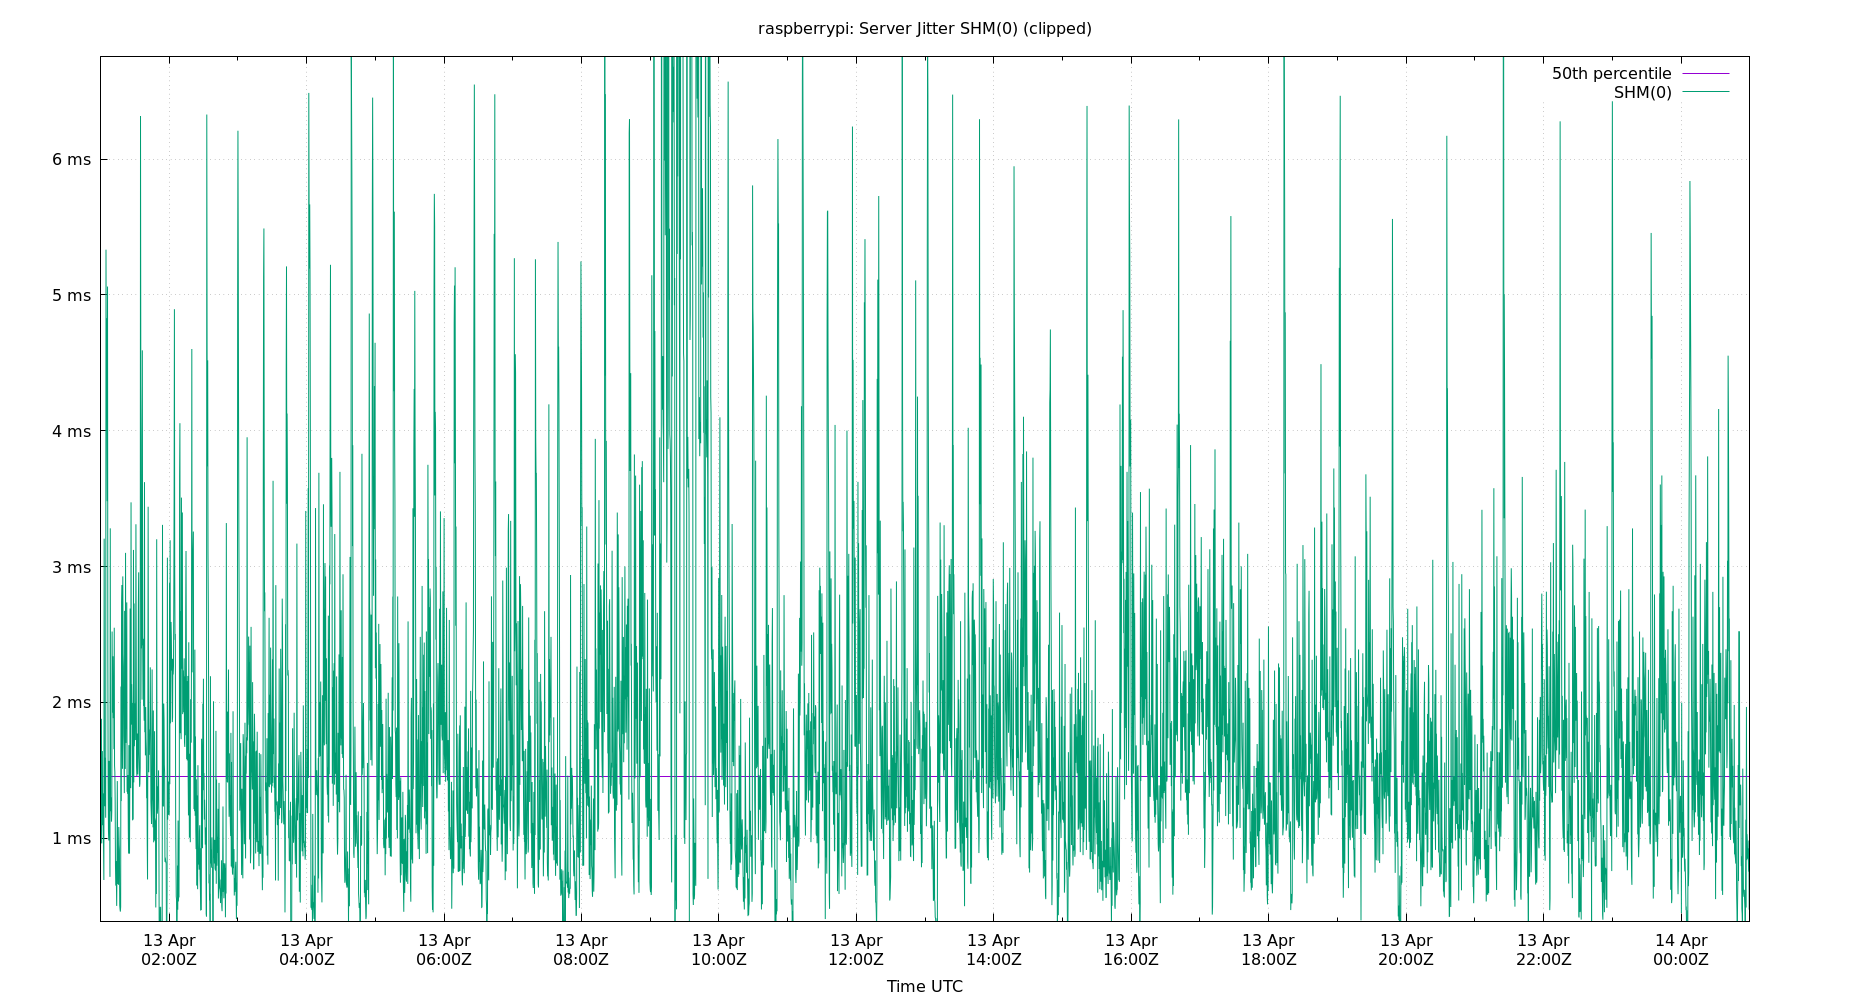 raspberrypi: Server Jitter SHM(0) (clipped)
50th percentile
SHM(0)
6 ms
5 ms
4 ms
3 ms
2 ms
1 ms
13 Apr 13 Apr 13 Apr 13 Apr 13 Apr 13 Apr 13 Apr 13 Apr 13 Apr 13 Apr 13 Apr 14 Apr
02:00Z 04:00Z 06:00Z 08:00Z 10:00Z 12:00Z 14:00Z 16:00Z 18:00Z 20:00Z 22:00Z 00:00Z
Time UTC